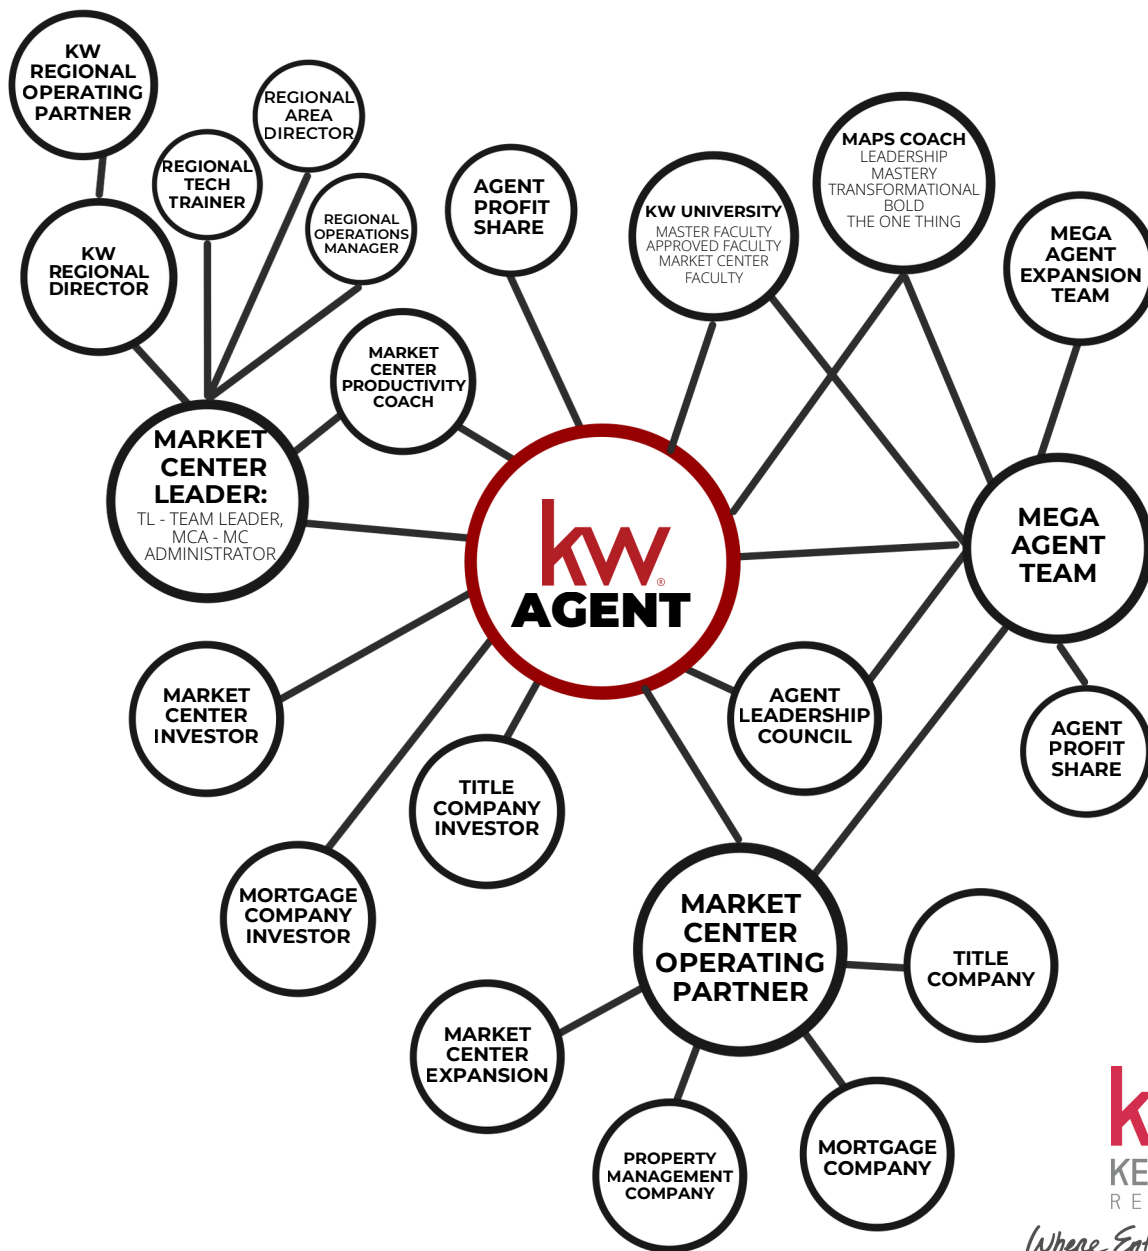 KW
REGIONAL
OPERATING
PARTNER
REGIONAL
AREA
DIRECTOR
REGIONAL
TECH
TRAINER
REGIONAL
OPERATIONS
MANAGER
KW
REGIONAL
DIRECTOR
AGENT
PROFIT
SHARE
KW UNIVERSITY
MASTER FACULTY
APPROVED FACULTY
MARKET CENTER
FACULTY
MAPS COACH
LEADERSHIP
MASTERY
TRANSFORMATIONAL
BOLD
THE ONE THING
MEGA
AGENT
EXPANSION
TEAM
MARKET
CENTER
PRODUCTIVITY
COACH
MARKET
CENTER
LEADER:
TL - TEAM LEADER,
MCA - MC
ADMINISTRATOR
kw®
AGENT
MEGA
AGENT
TEAM
MARKET
CENTER
INVESTOR
AGENT
LEADERSHIP
COUNCIL
AGENT
PROFIT
SHARE
TITLE
COMPANY
INVESTOR
MORTGAGE
COMPANY
INVESTOR
MARKET
CENTER
OPERATING
PARTNER
TITLE
COMPANY
MARKET
CENTER
EXPANSION
PROPERTY
MANAGEMENT
COMPANY
MORTGAGE
COMPANY
k
KE
RE
Where Ent